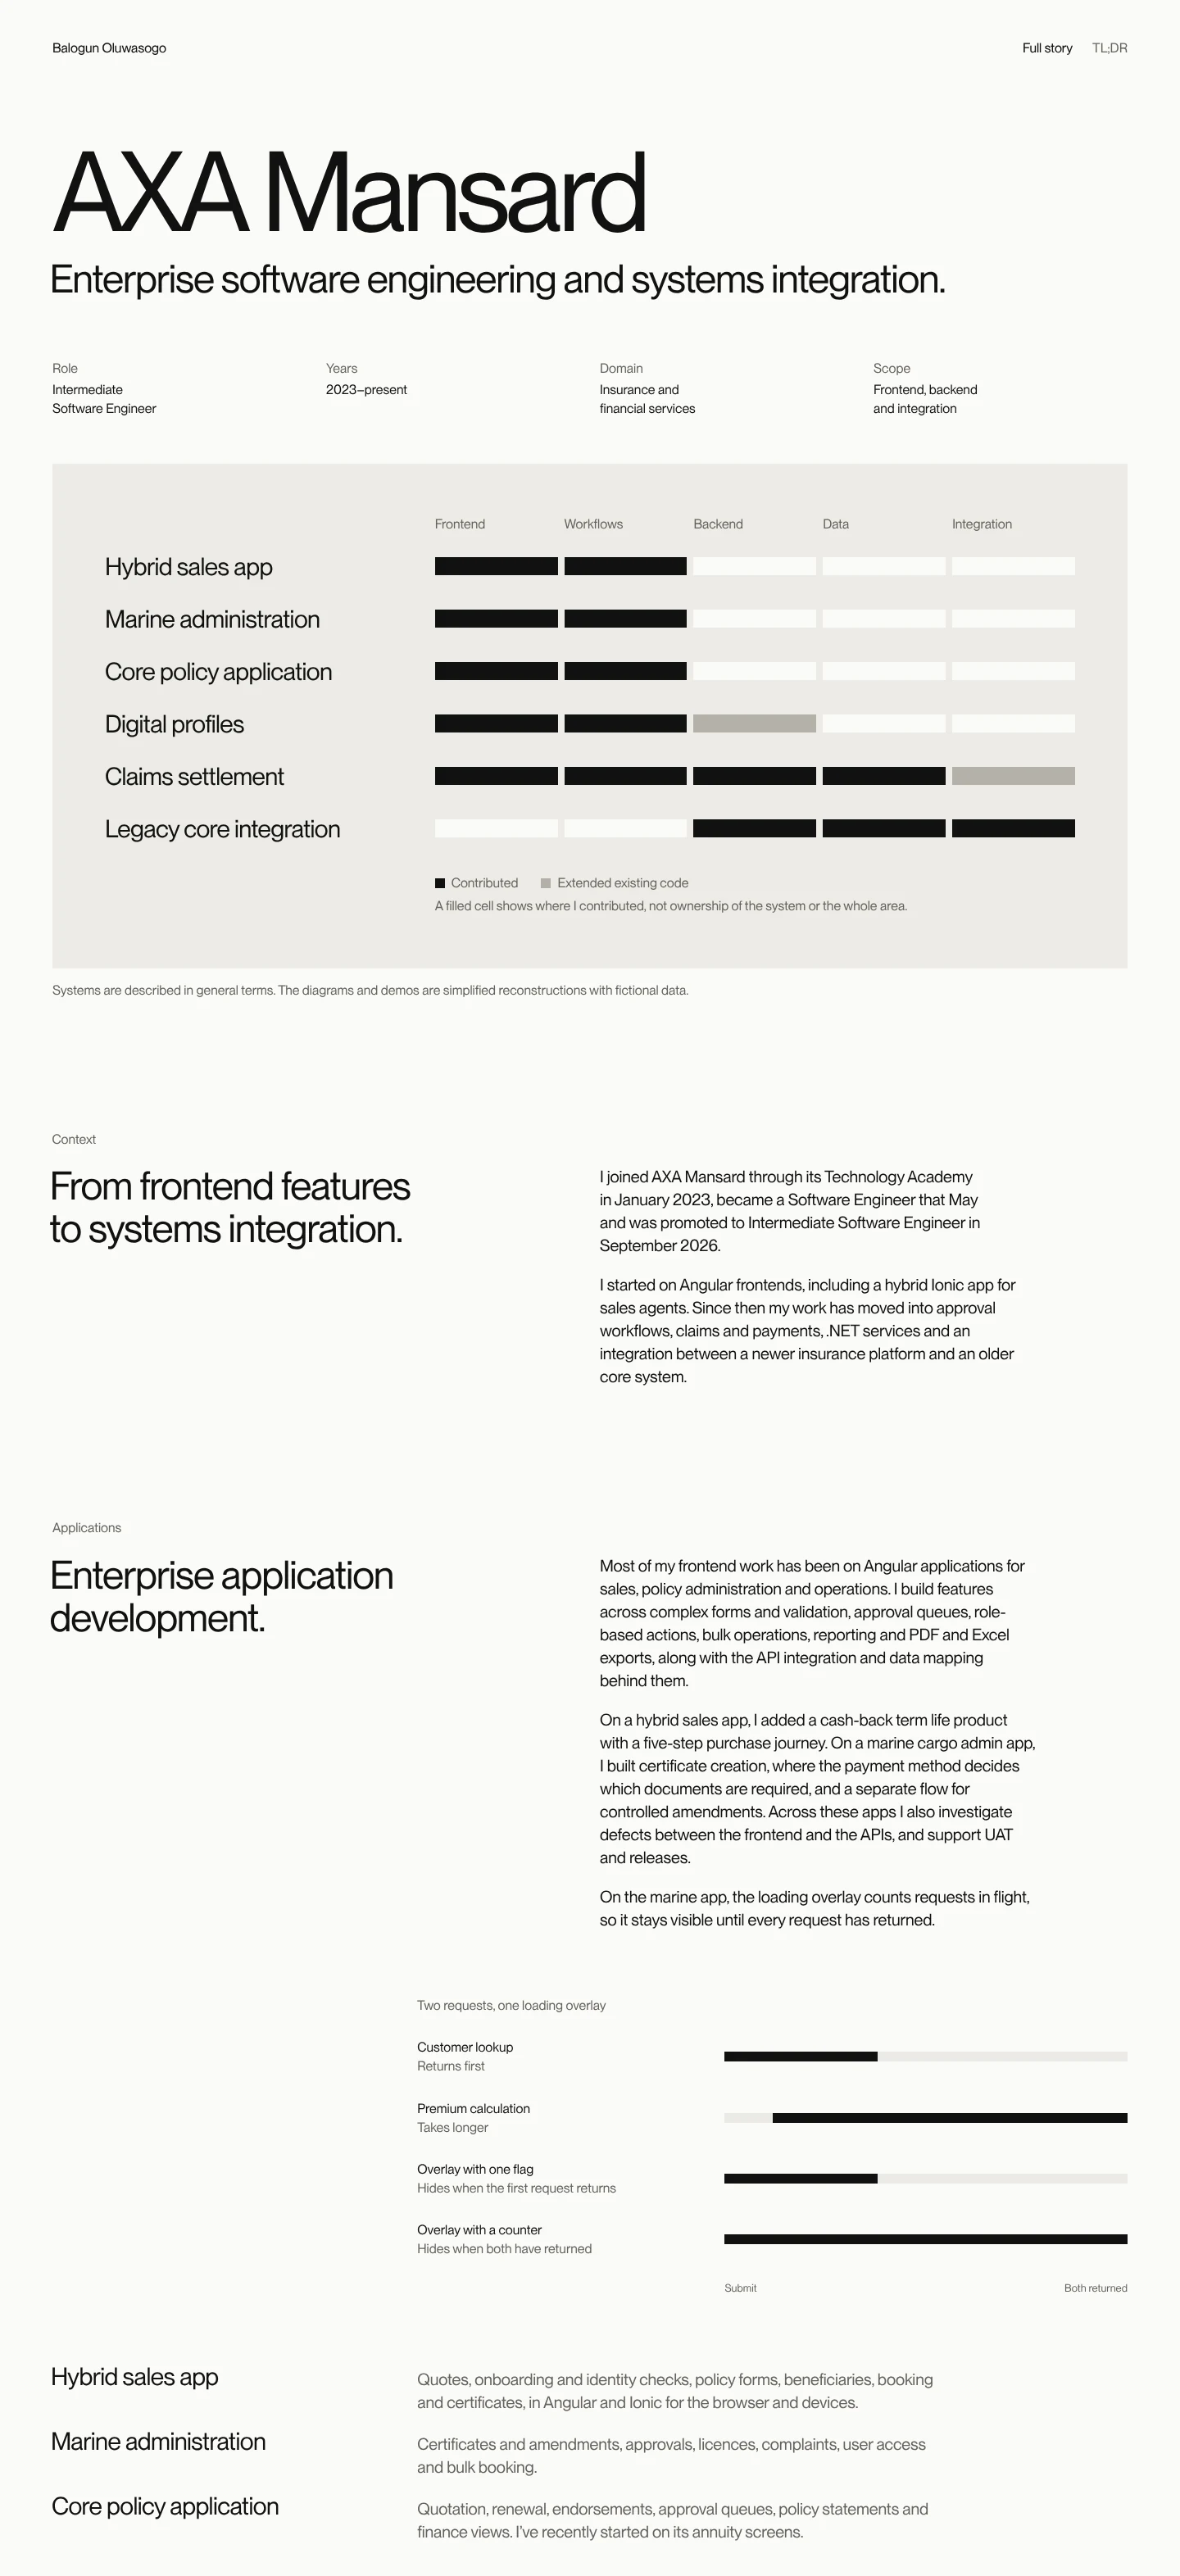 Balogun Oluwasogo
Full story TL;DR
AXA Mansard
Enterprise software engineering and systems integration.
Role
Intermediate
Software Engineer
Years
2023–present
Domain
Insurance and
financial services
Scope
Frontend, backend
and integration
Frontend Workflows Backend Data Integration
Hybrid sales app
Marine administration
Core policy application
Digital profiles
Claims settlement
Legacy core integration
Contributed Extended existing code
A filled cell shows where I contributed, not ownership of the system or the whole area.
Systems are described in general terms. The diagrams and demos are simplified reconstructions with fictional data.
Context
From frontend features
to systems integration.
I joined AXA Mansard through its Technology Academy
in January 2023, became a Software Engineer that May
and was promoted to Intermediate Software Engineer in
September 2026.
I started on Angular frontends, including a hybrid Ionic app for
sales agents. Since then my work has moved into approval
workflows, claims and payments, .NET services and an
integration between a newer insurance platform and an older
core system.
Applications
Enterprise application
development.
Most of my frontend work has been on Angular applications for
sales, policy administration and operations. I build features
across complex forms and validation, approval queues, role-
based actions, bulk operations, reporting and PDF and Excel
exports, along with the API integration and data mapping
behind them.
On a hybrid sales app, I added a cash-back term life product
with a five-step purchase journey. On a marine cargo admin app,
I built certificate creation, where the payment method decides
which documents are required, and a separate flow for
controlled amendments. Across these apps I also investigate
defects between the frontend and the APIs, and support UAT
and releases.
On the marine app, the loading overlay counts requests in flight,
so it stays visible until every request has returned.
Two requests, one loading overlay
Customer lookup
Returns first
Premium calculation
Takes longer
Overlay with one flag
Hides when the first request returns
Overlay with a counter
Hides when both have returned
Submit Both returned
Hybrid sales app
Quotes, onboarding and identity checks, policy forms, beneficiaries, booking
and certificates, in Angular and Ionic for the browser and devices.
Marine administration
Certificates and amendments, approvals, licences, complaints, user access
and bulk booking.
Core policy application
Quotation, renewal, endorsements, approval queues, policy statements and
finance views. I’ve recently started on its annuity screens.